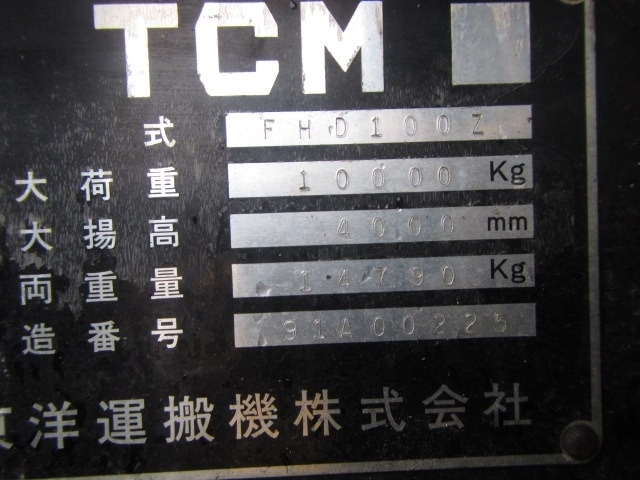 TCM
式 FHD100Z
大荷重 10000 Kg
大揚高 4000 mm
両重量 14790 Kg
造番号 91A00225
東洋運搬機株式会社